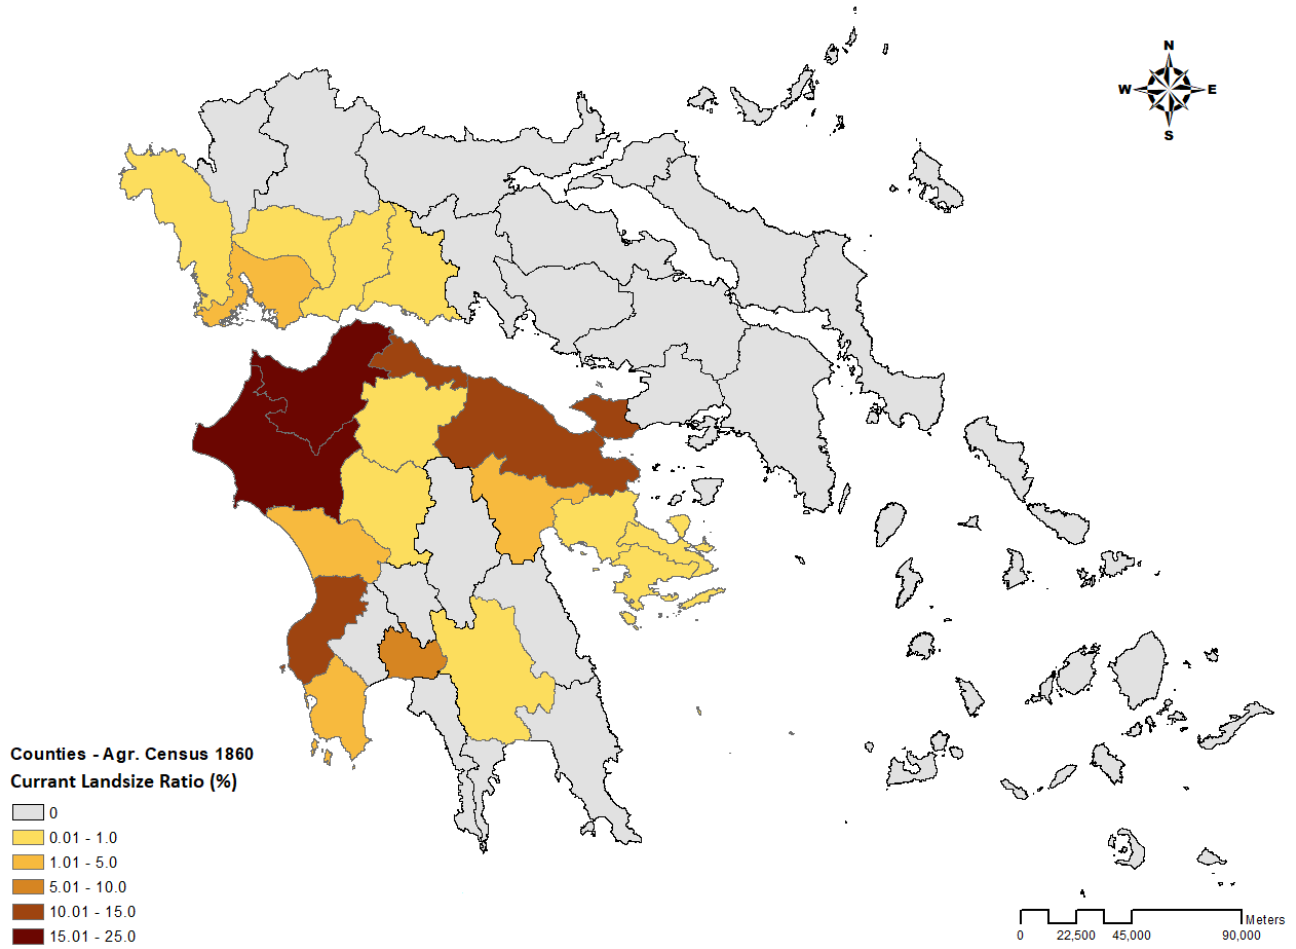 N
W E
S
Counties - Agr. Census 1860
Currant Landsize Ratio (%)
0
0.01 - 1.0
1.01 - 5.0
5.01 - 10.0
10.01 - 15.0
15.01 - 25.0
Meters
0 22,500 45,000 90,000